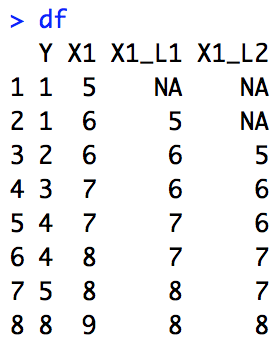 > df
  Y X1 X1_L1 X1_L2
1 1  5    NA    NA
2 1  6     5    NA
3 2  6     6     5
4 3  7     6     6
5 4  7     7     6
6 4  8     7     7
7 5  8     8     7
8 8  9     8     8